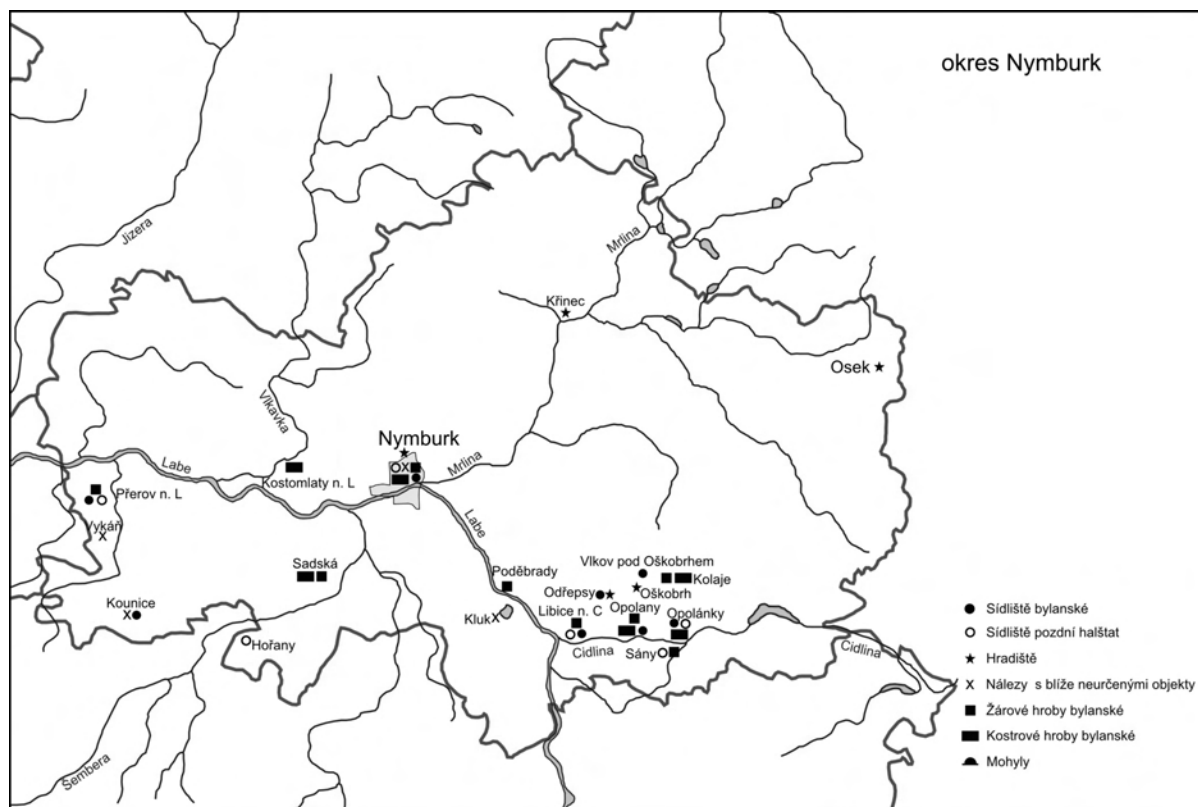 okres Nymburk
Jizera
Mrlina
Křinec
Osek
Vlkavka
Nymburk
Labe
Kostomlaty n. L
Mrlina
Přerov n. L
Vykáň
Labe
Sadská
Poděbrady
Vlkov pod Oškobrhem
Kolaje
Odřepsy
Oškobrh
Kounice
Kluk
Libice n. C
Opolany
Opolánky
Hořany
Cidlina
Sány
Cidlina
Šembera
Sídliště bylanské
Sídliště pozdní halštat
Hradiště
Nálezy s blíže neurčenými objekty
Žárové hroby bylanské
Kostrové hroby bylanské
Mohyly